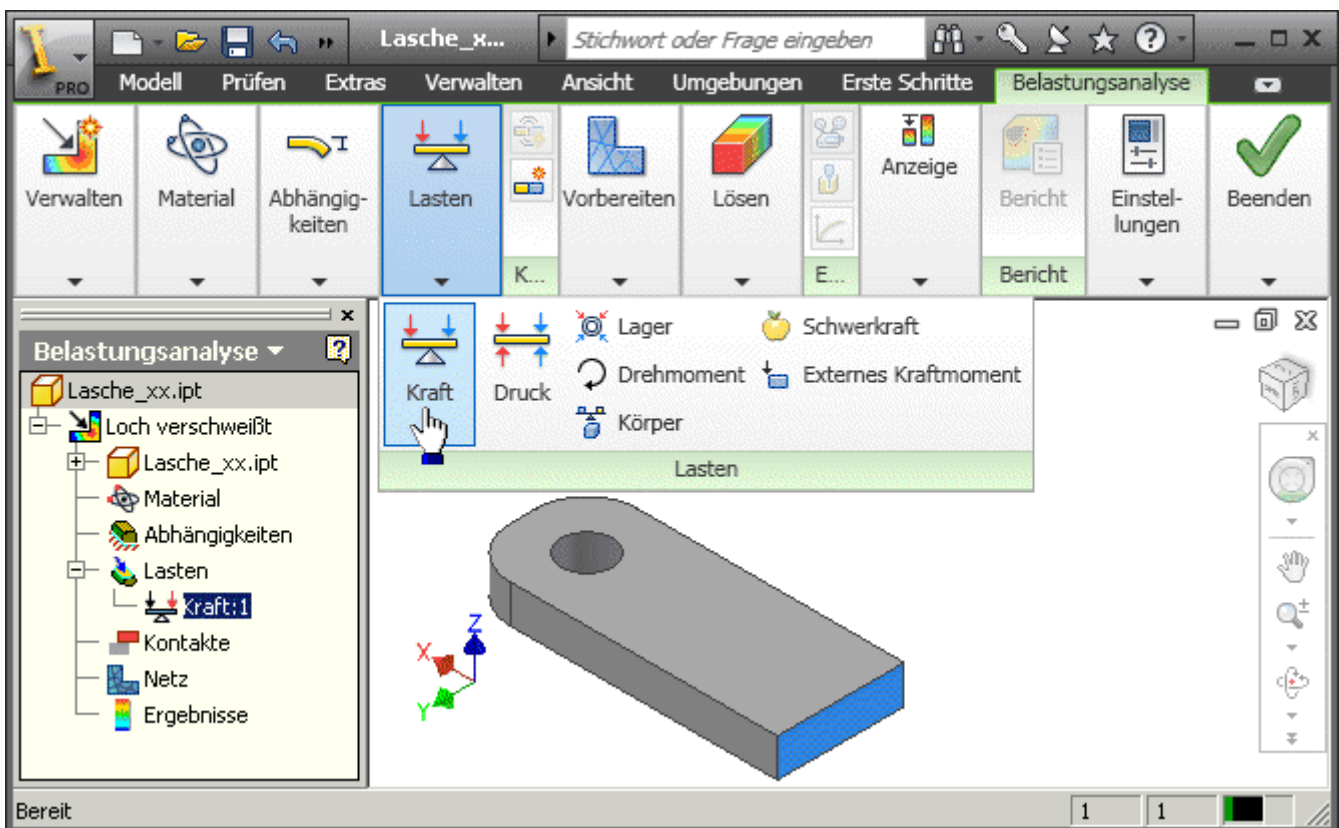 Lasche_x...
Stichwort oder Frage eingeben
PRO
Modell Prüfen Extras Verwalten Ansicht Umgebungen Erste Schritte Belastungsanalyse
Verwalten
Material
Abhängig-
keiten
Lasten
K...
Vorbereiten
Lösen
E...
Anzeige
Bericht
Bericht
Einstel-
lungen
Beenden
Kraft
Druck
Lager
Drehmoment
Körper
Schwerkraft
Externes Kraftmoment
Lasten
Belastungsanalyse
Lasche_xx.ipt
Loch verschweißt
Lasche_xx.ipt
Material
Abhängigkeiten
Lasten
Kraft:1
Kontakte
Netz
Ergebnisse
Z
X
Y
Bereit
1 1